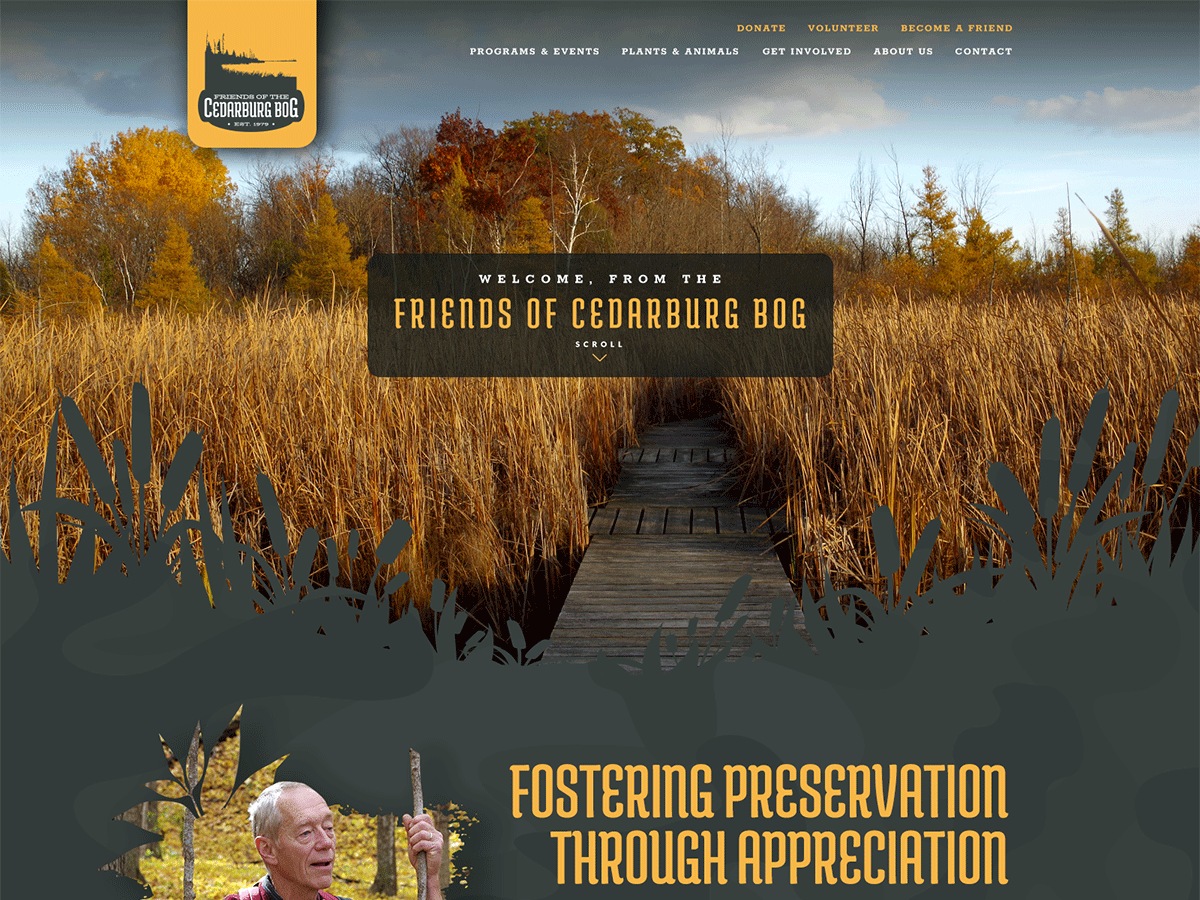 FRIENDS OF THE
CEDARBURG BOG
• EST. 1979 •
DONATE VOLUNTEER BECOME A FRIEND
PROGRAMS & EVENTS PLANTS & ANIMALS GET INVOLVED ABOUT US CONTACT
WELCOME, FROM THE
FRIENDS OF CEDARBURG BOG
SCROLL
FOSTERING PRESERVATION
THROUGH APPRECIATION